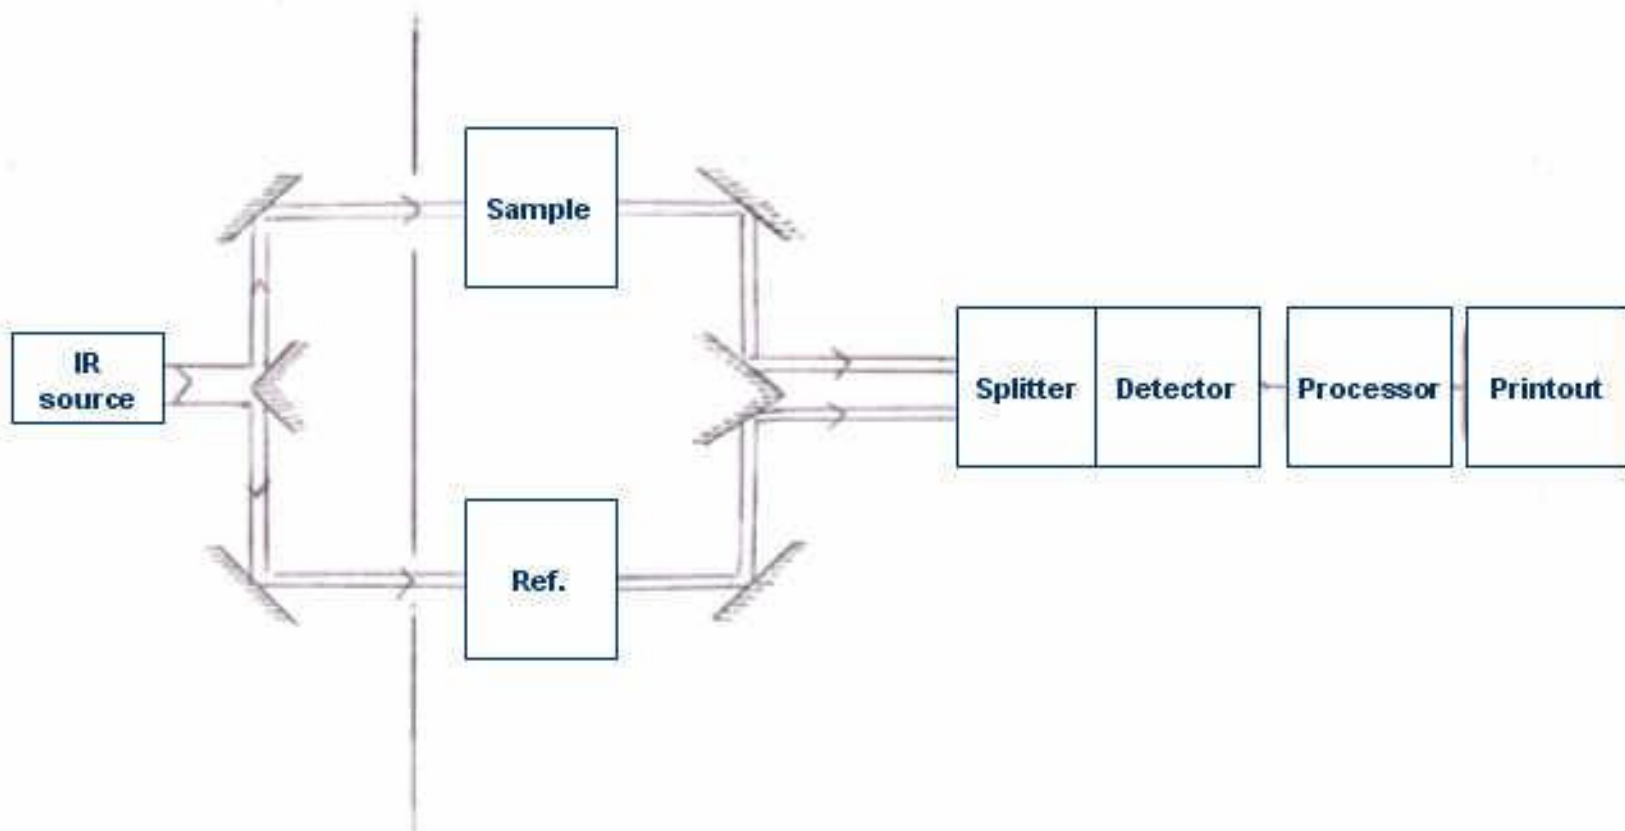 Sample
IR
source
Splitter
Detector
Processor
Printout
Ref.